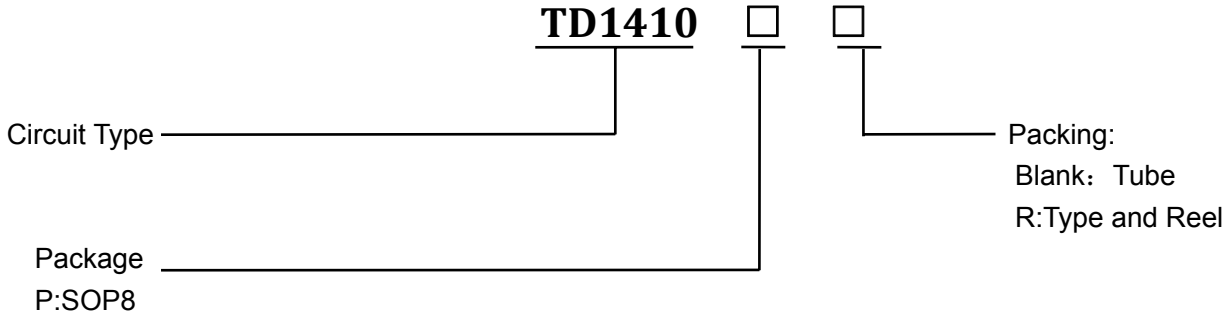 TD1410 □ □
Circuit Type
Packing:
Blank：Tube
R:Type and Reel
Package
P:SOP8